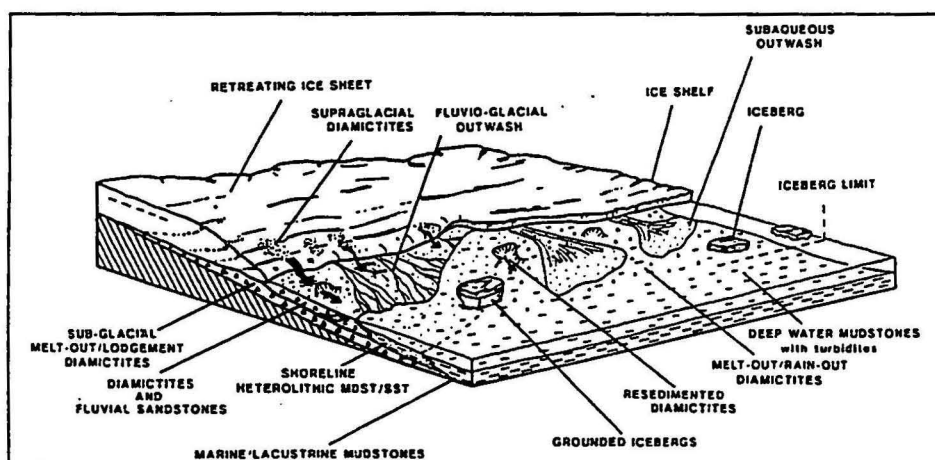 SUBAQUEOUS
OUTWASH
RETREATING ICE SHEET
ICE SHELF
SUPRAGLACIAL
DIAMICTITES
FLUVIO-GLACIAL
OUTWASH
ICEBERG
ICEBERG LIMIT
SUB-GLACIAL
MELT-OUT/LODGEMENT
DIAMICTITES
DIAMICTITES
AND
FLUVIAL SANDSTONES
SHORELINE
HETEROLITHIC MDST/SST
MARINE/LACUSTRINE MUDSTONES
DEEP WATER MUDSTONES
with turbidites
MELT-OUT/RAIN-OUT
DIAMICTITES
RESEDIMENTED
DIAMICTITES
GROUNDED ICEBERGS